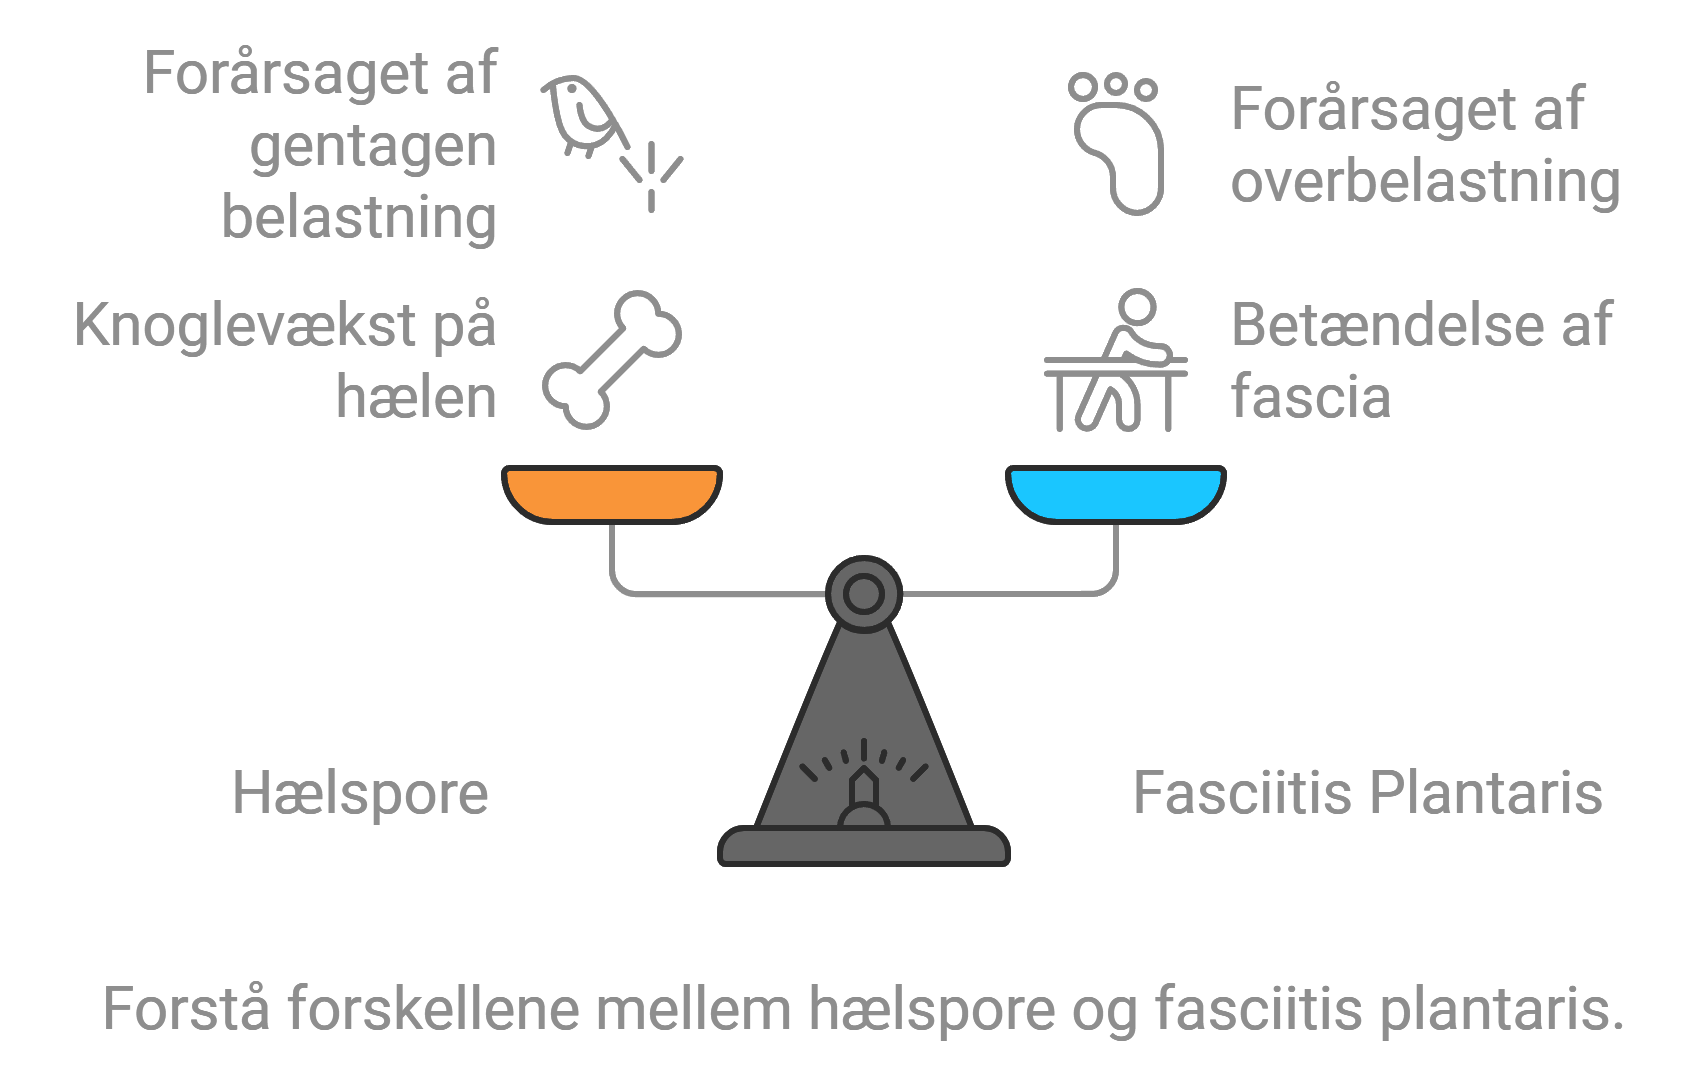 Forårsaget af
gentagen
belastning
Knoglevækst på
hælen
Forårsaget af
overbelastning
Betændelse af
fascia
Hælspore
Fasciitis Plantaris
Forstå forskellene mellem hælspore og fasciitis plantaris.